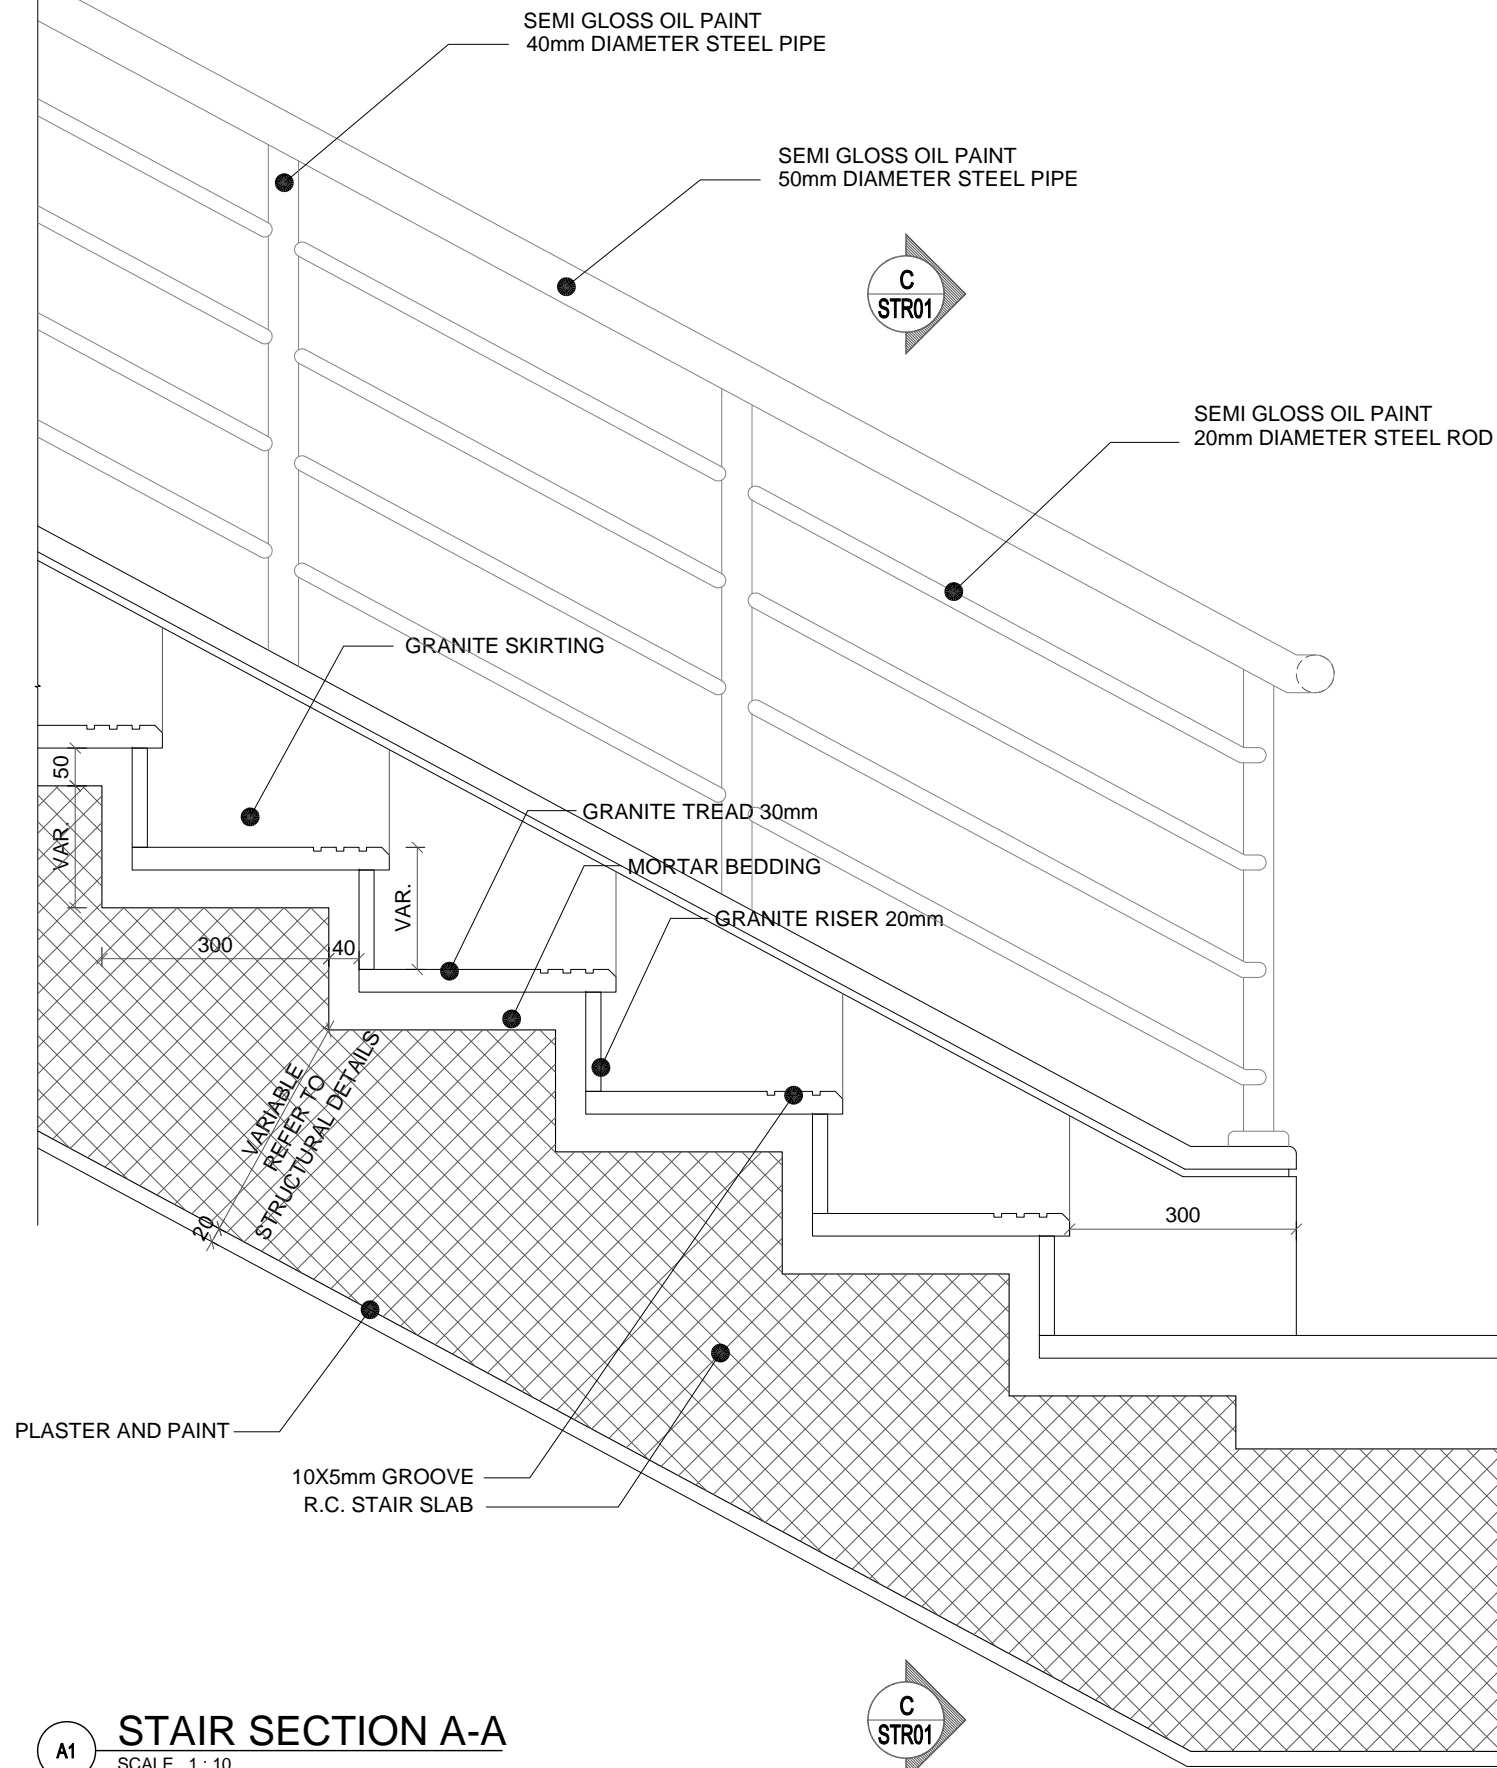 SEMI GLOSS OIL PAINT
40mm DIAMETER STEEL PIPE
SEMI GLOSS OIL PAINT
50mm DIAMETER STEEL PIPE
C
STR01
SEMI GLOSS OIL PAINT
20mm DIAMETER STEEL ROD
GRANITE SKIRTING
50
VAR.
GRANITE TREAD 30mm
MORTAR BEDDING
VAR.
GRANITE RISER 20mm
300
40
VARIABLE
REFER TO
STRUCTURAL DETAILS
20
300
PLASTER AND PAINT
10X5mm GROOVE
R.C. STAIR SLAB
C
STR01
A1
STAIR SECTION A-A
SCALE 1 : 10